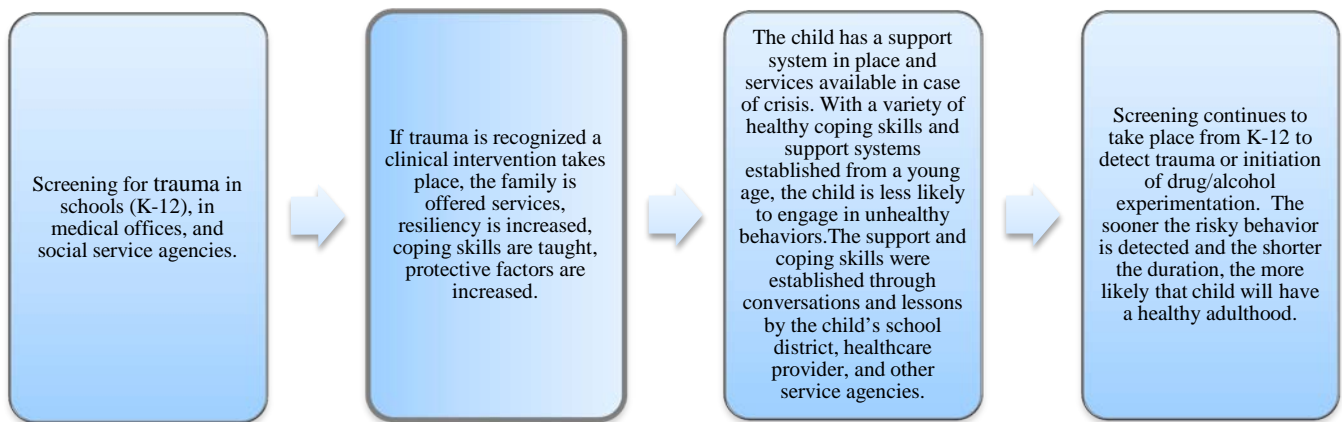 Screening for trauma in
schools (K-12), in
medical offices, and
social service agencies.
If trauma is recognized a
clinical intervention takes
place, the family is
offered services,
resiliency is increased,
coping skills are taught,
protective factors are
increased.
The child has a support
system in place and
services available in case
of crisis. With a variety of
healthy coping skills and
support systems
established from a young
age, the child is less likely
to engage in unhealthy
behaviors.The support and
coping skills were
established through
conversations and lessons
by the child’s school
district, healthcare
provider, and other
service agencies.
Screening continues to
take place from K-12 to
detect trauma or initiation
of drug/alcohol
experimentation.  The
sooner the risky behavior
is detected and the shorter
the duration, the more
likely that child will have
a healthy adulthood.